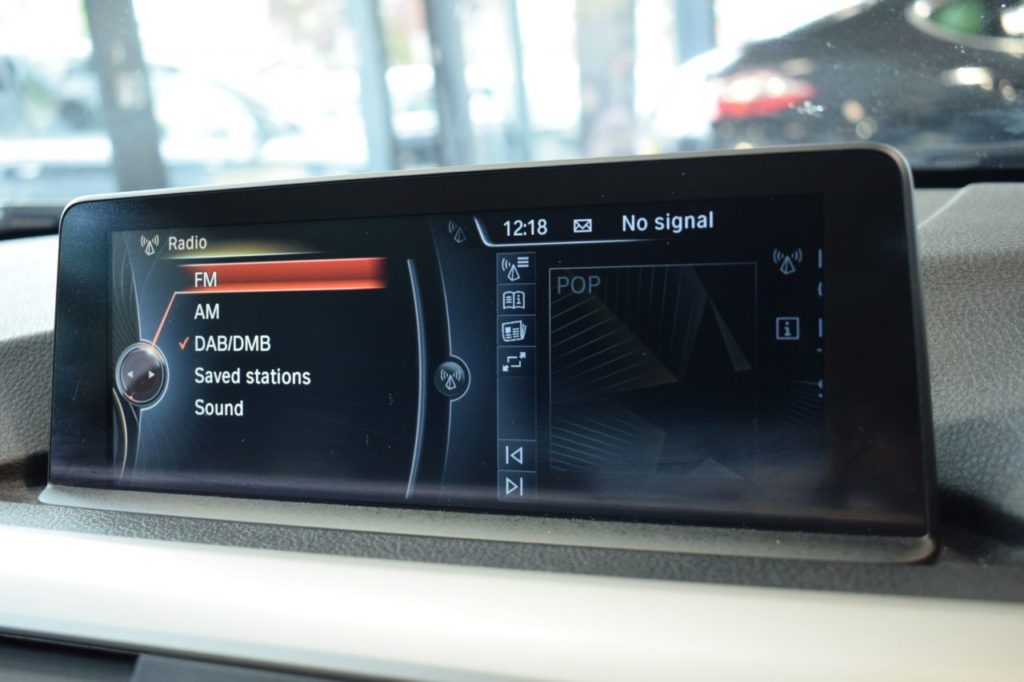 Radio
FM
AM
DAB/DMB
Saved stations
Sound
12:18
No signal
POP